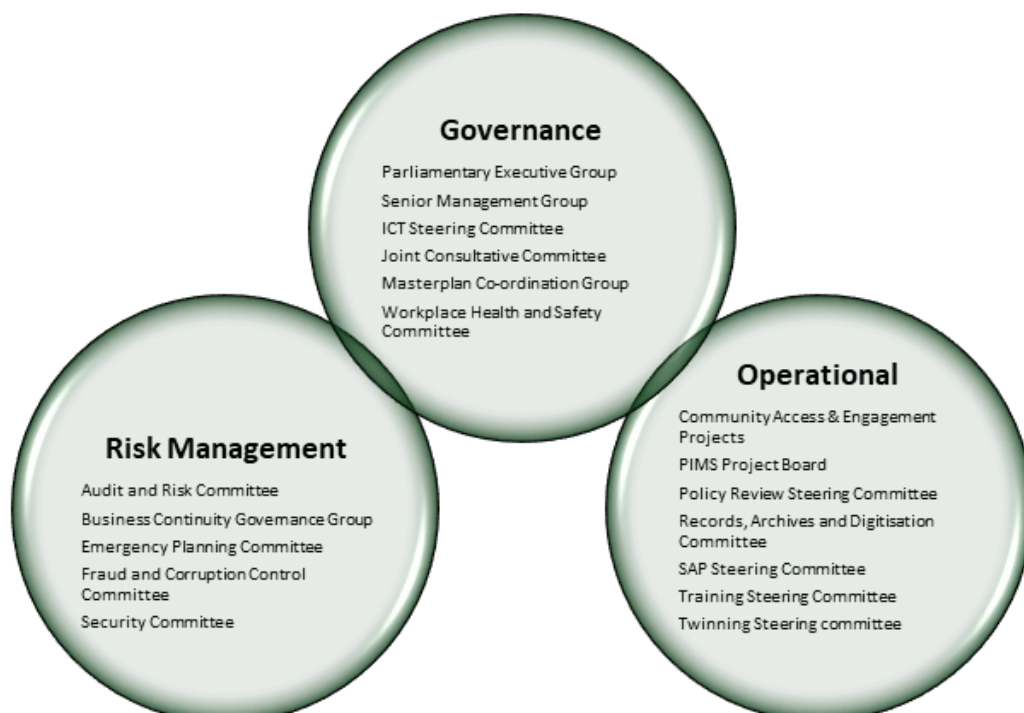 Governance
Parliamentary Executive Group
Senior Management Group
ICT Steering Committee
Joint Consultative Committee
Masterplan Co-ordination Group
Workplace Health and Safety
Committee
Risk Management
Audit and Risk Committee
Business Continuity Governance Group
Emergency Planning Committee
Fraud and Corruption Control
Committee
Security Committee
Operational
Community Access & Engagement
Projects
PIMS Project Board
Policy Review Steering Committee
Records, Archives and Digitisation
Committee
SAP Steering Committee
Training Steering Committee
Twinning Steering committee